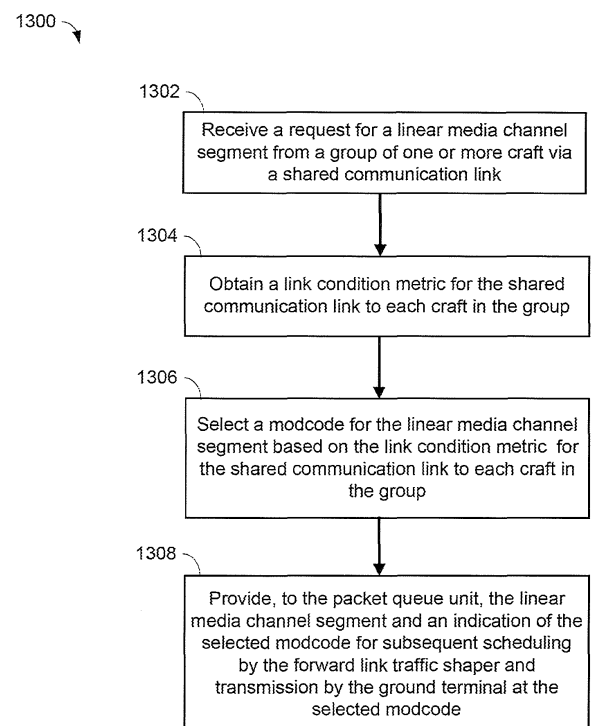 1300
1302
Receive a request for a linear media channel
segment from a group of one or more craft via
a shared communication link
1304
Obtain a link condition metric for the shared
communication link to each craft in the group
1306
Select a modcode for the linear media channel
segment based on the link condition metric for
the shared communication link to each craft in
the group
1308
Provide, to the packet queue unit, the linear
media channel segment and an indication of the
selected modcode for subsequent scheduling
by the forward link traffic shaper and
transmission by the ground terminal at the
selected modcode